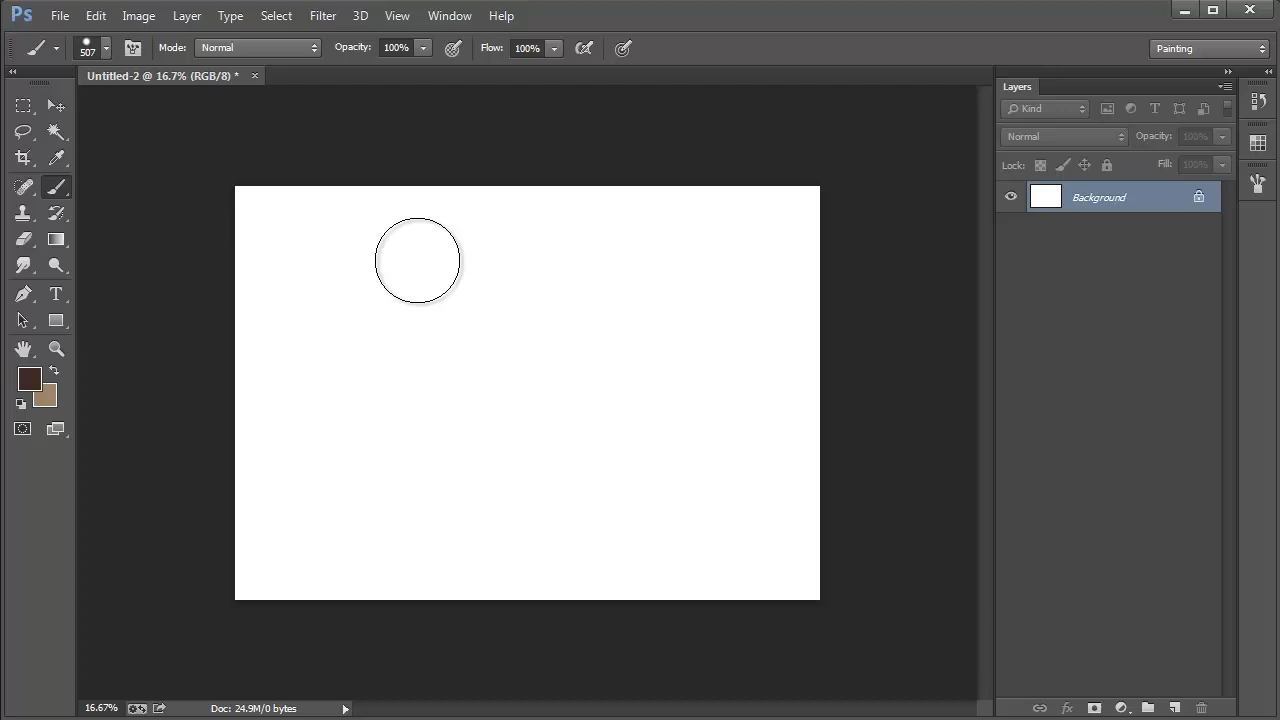 Ps File Edit Image Layer Type Select Filter 3D View Window Help
507 Mode: Normal Opacity: 100% Flow: 100% Painting
Untitled-2 @ 16.7% (RGB/8) *
Layers
Kind
Normal Opacity: 100%
Lock: Fill: 100%
Background
16.67% Doc: 24.9M/0 bytes